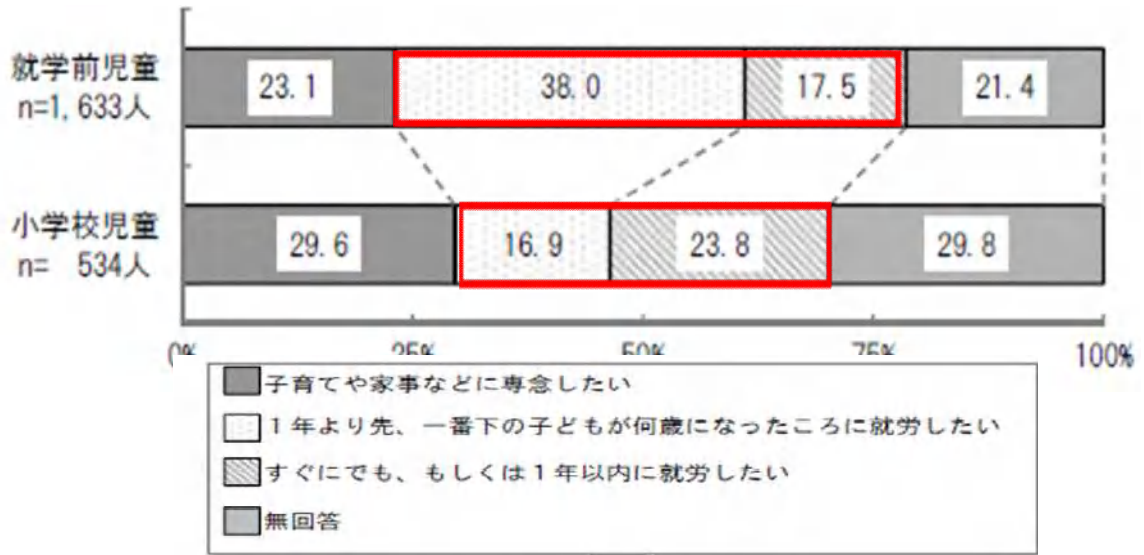 就学前児童
n=1,633人
23.1 38.0 17.5 21.4
小学校児童
n= 534人
29.6 16.9 23.8 29.8
0% 25% 50% 75% 100%
子育てや家事などに専念したい
1年より先、一番下の子どもが何歳になったころに就労したい
すぐにでも、もしくは1年以内に就労したい
無回答